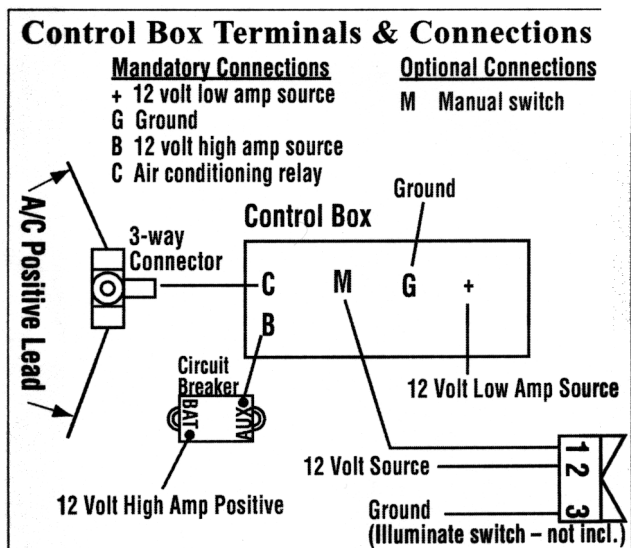 Control Box Terminals & Connections
Mandatory Connections
+ 12 volt low amp source
G Ground
B 12 volt high amp source
C Air conditioning relay
Optional Connections
M Manual switch
Ground
Control Box
3-way
Connector
A/C Positive Lead
C M G +
B
Circuit
Breaker
BAT AUX
12 Volt Low Amp Source
12 Volt High Amp Positive
12 Volt Source
1
2
3
Ground
(Illuminate switch – not incl.)